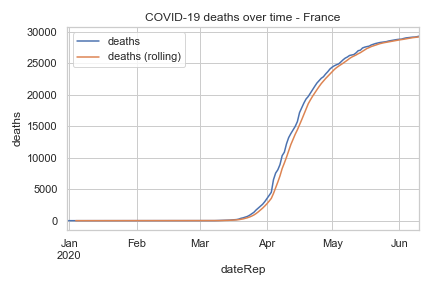 COVID-19 deaths over time - France
deaths
deaths (rolling)
30000
25000
20000
15000
10000
5000
0
deaths
Jan Feb Mar Apr May Jun
2020
dateRep